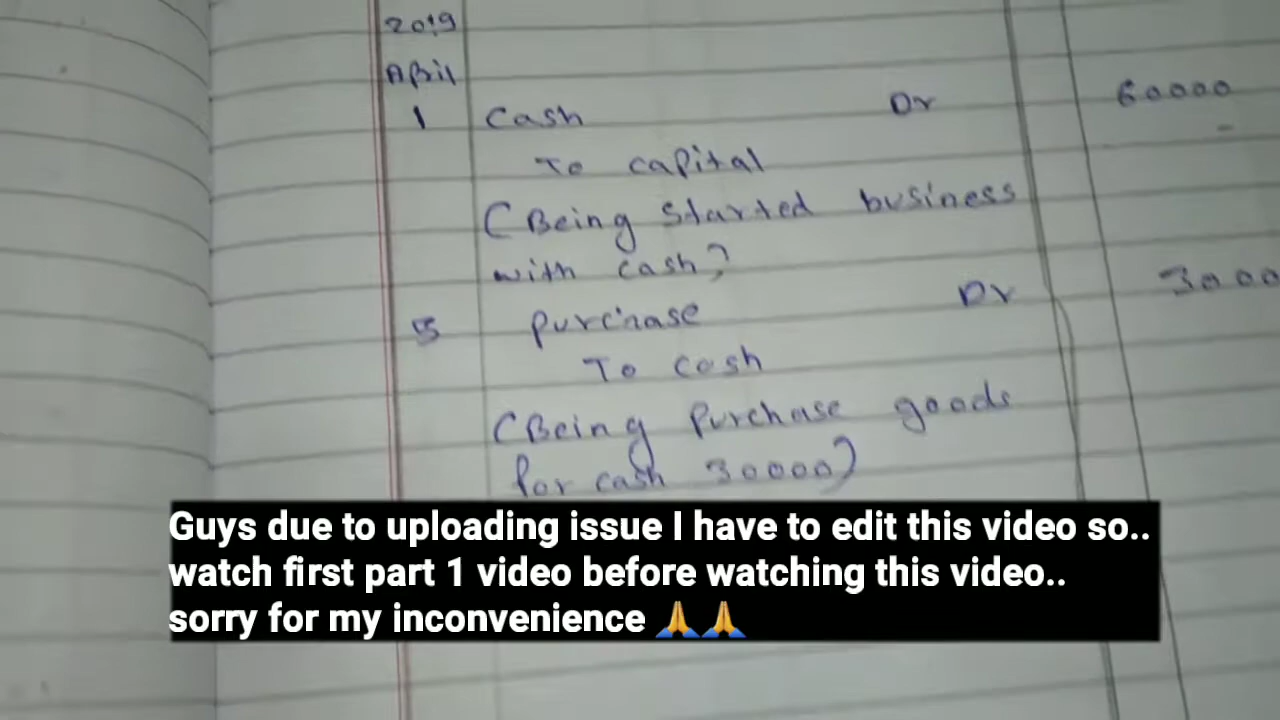 2019
April
1 Cash Dr 60000
To capital
(Being started business
with cash)
5 purchase Dr 3000
To cash
(Being purchase goods
for cash 30000)
Guys due to uploading issue I have to edit this video so..
watch first part 1 video before watching this video..
sorry for my inconvenience 🙏🙏